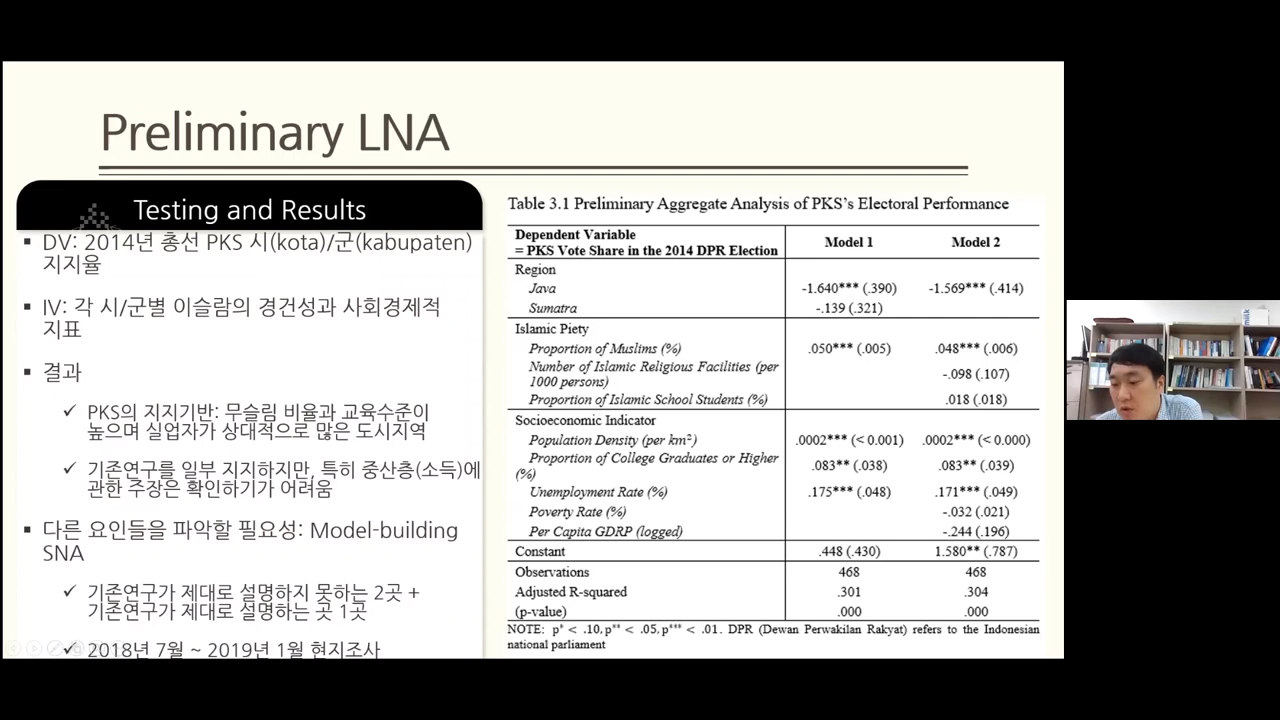 Preliminary LNA
Testing and Results
▪ DV: 2014년 총선 PKS 시(kota)/군(kabupaten)
지지율
▪ IV: 각 시/군별 이슬람의 경건성과 사회경제적
지표
▪ 결과
✓ PKS의 지지기반: 무슬림 비율과 교육수준이
높으며 실업자가 상대적으로 많은 도시지역
✓ 기존연구를 일부 지지하지만, 특히 중산층(소득)에
관한 주장은 확인하기가 어려움
▪ 다른 요인들을 파악할 필요성: Model-building
SNA
✓ 기존연구가 제대로 설명하지 못하는 2곳 +
기존연구가 제대로 설명하는 곳 1곳
✓ 2018년 7월 ~ 2019년 1월 현지조사
Table 3.1 Preliminary Aggregate Analysis of PKS's Electoral Performance
Dependent Variable
= PKS Vote Share in the 2014 DPR Election Model 1 Model 2
Region
Java -1.640*** (.390) -1.569*** (.414)
Sumatra -.139 (.321)
Islamic Piety
Proportion of Muslims (%) .050*** (.005) .048*** (.006)
Number of Islamic Religious Facilities (per
1000 persons) -.098 (.107)
Proportion of Islamic School Students (%) .018 (.018)
Socioeconomic Indicator
Population Density (per km²) .0002*** (< 0.001) .0002*** (< 0.000)
Proportion of College Graduates or Higher
(%) .083** (.038) .083** (.039)
Unemployment Rate (%) .175*** (.048) .171*** (.049)
Poverty Rate (%) -.032 (.021)
Per Capita GDRP (logged) -.244 (.196)
Constant .448 (.430) 1.580** (.787)
Observations 468 468
Adjusted R-squared .301 .304
(p-value) .000 .000
NOTE: p* < .10, p** < .05, p*** < .01. DPR (Dewan Perwakilan Rakyat) refers to the Indonesian
national parliament